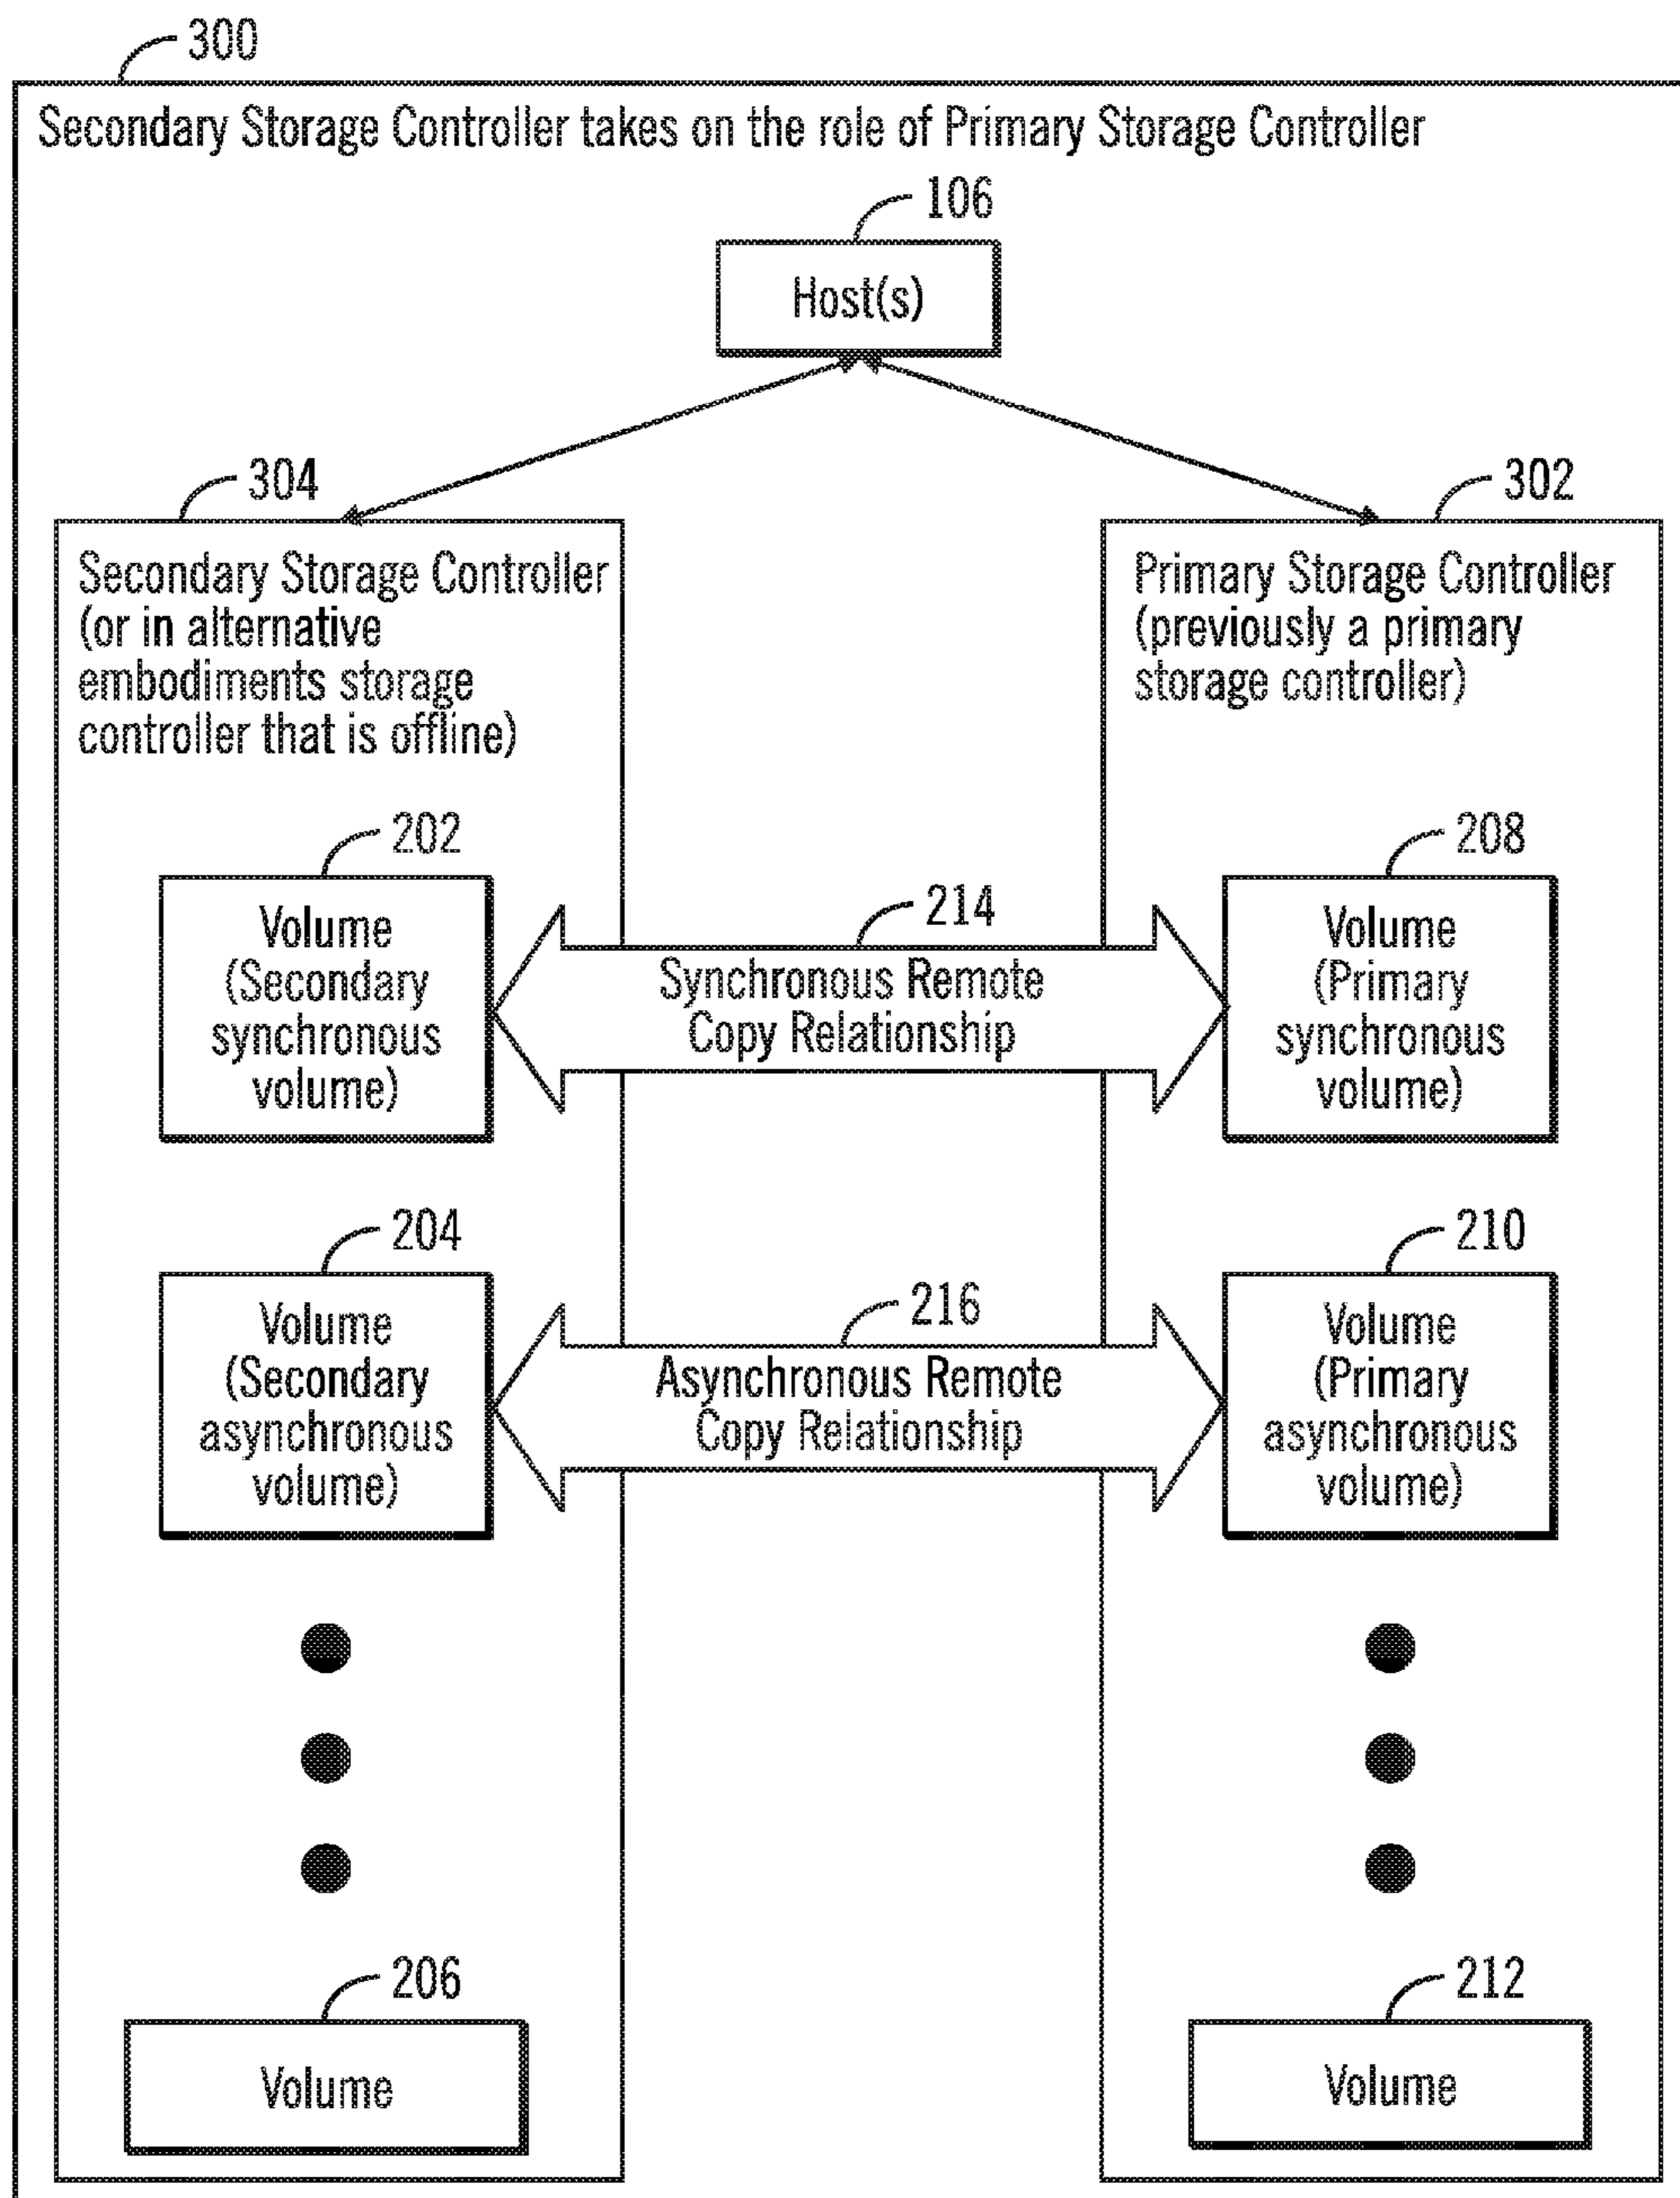 300
Secondary Storage Controller takes on the role of Primary Storage Controller
106
Host(s)
304
Secondary Storage Controller
(or in alternative
embodiments storage
controller that is offline)
302
Primary Storage Controller
(previously a primary
storage controller)
202
Volume
(Secondary
synchronous
volume)
214
Synchronous Remote
Copy Relationship
208
Volume
(Primary
synchronous
volume)
204
Volume
(Secondary
asynchronous
volume)
216
Asynchronous Remote
Copy Relationship
210
Volume
(Primary
asynchronous
volume)
206
Volume
212
Volume